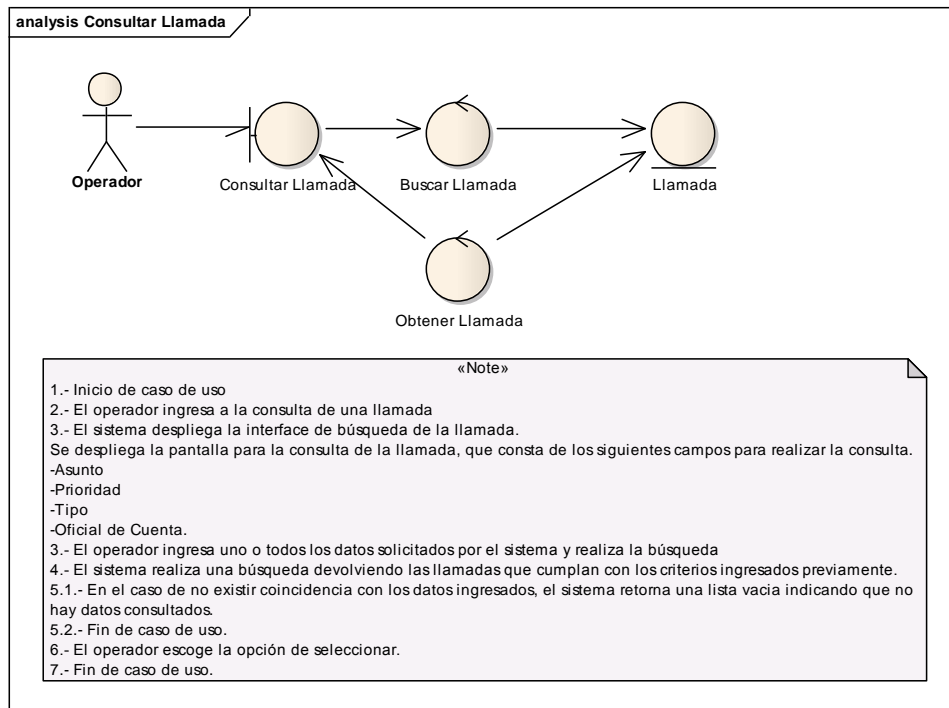 analysis Consultar Llamada
Operador
Consultar Llamada
Buscar Llamada
Llamada
Obtener Llamada
«Note»
1.- Inicio de caso de uso
2.- El operador ingresa a la consulta de una llamada
3.- El sistema despliega la interface de búsqueda de la llamada.
Se despliega la pantalla para la consulta de la llamada, que consta de los siguientes campos para realizar la consulta.
-Asunto
-Prioridad
-Tipo
-Oficial de Cuenta.
3.- El operador ingresa uno o todos los datos solicitados por el sistema y realiza la búsqueda
4.- El sistema realiza una búsqueda devolviendo las llamadas que cumplan con los criterios ingresados previamente.
5.1.- En el caso de no existir coincidencia con los datos ingresados, el sistema retorna una lista vacia indicando que no
hay datos consultados.
5.2.- Fin de caso de uso.
6.- El operador escoge la opción de seleccionar.
7.- Fin de caso de uso.